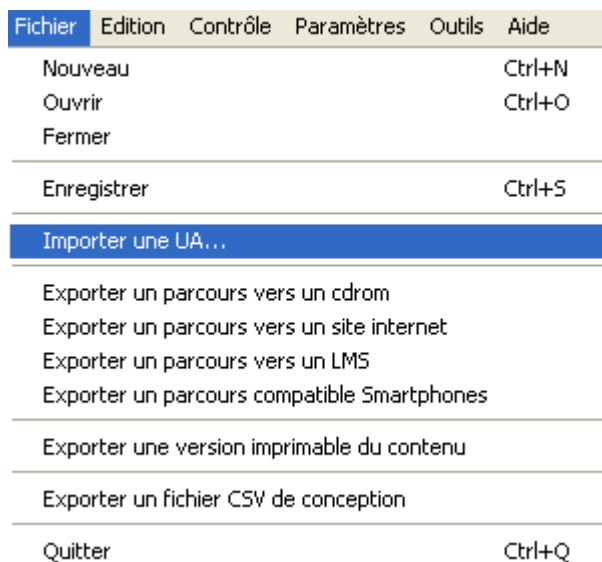 Fichier Edition Contrôle Paramètres Outils Aide
Nouveau Ctrl+N
Ouvrir Ctrl+O
Fermer
Enregistrer Ctrl+S
Importer une UA...
Exporter un parcours vers un cdrom
Exporter un parcours vers un site internet
Exporter un parcours vers un LMS
Exporter un parcours compatible Smartphones
Exporter une version imprimable du contenu
Exporter un fichier CSV de conception
Quitter Ctrl+Q